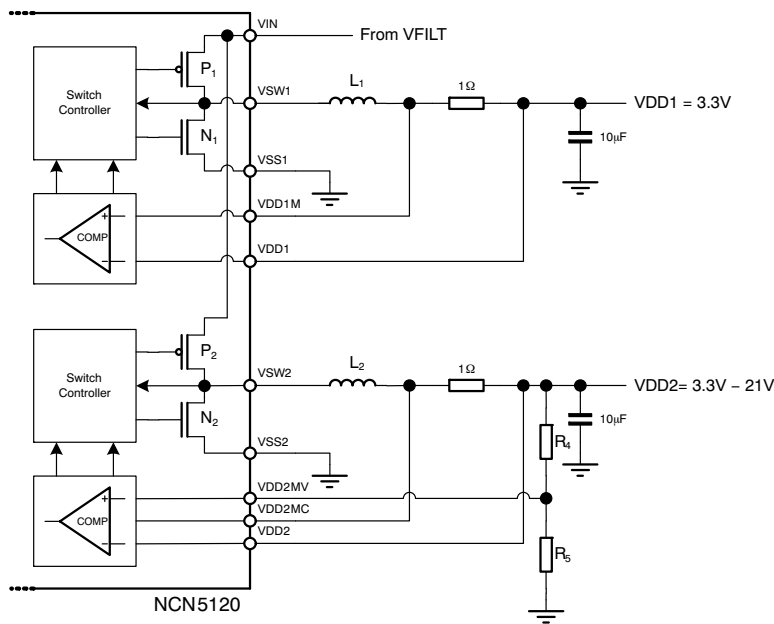 VIN
From VFILT
P1
Switch
Controller
VSW1
L1
1Ω
VDD1 = 3.3V
N1
10µF
VSS1
VDD1M
COMP
+
−
VDD1
P2
Switch
Controller
VSW2
L2
1Ω
VDD2= 3.3V – 21V
N2
10µF
R4
VSS2
VDD2MV
COMP
+
−
VDD2MC
VDD2
R5
NCN5120